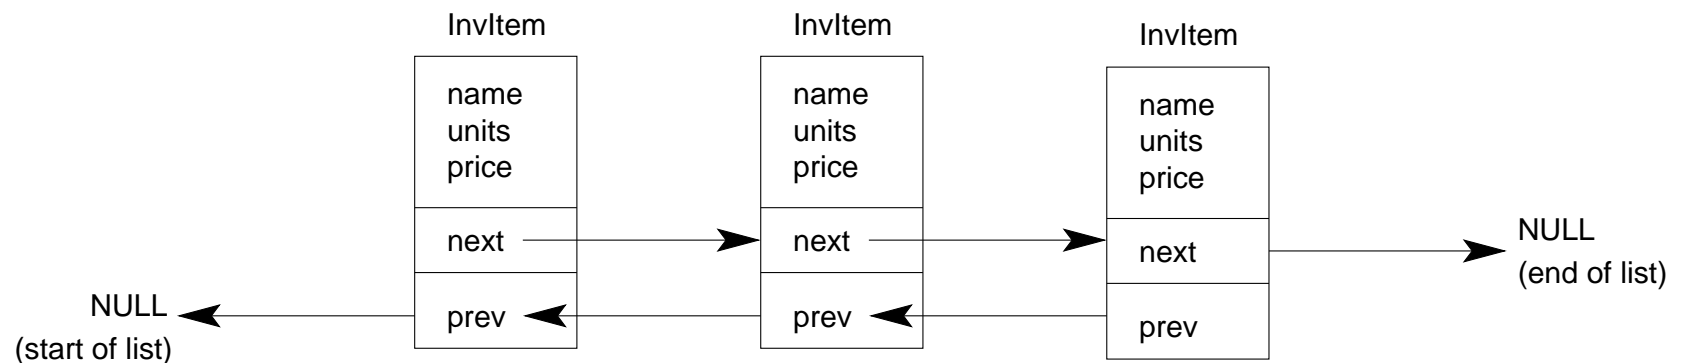 InvItem
name
units
price
next
prev
InvItem
name
units
price
next
prev
InvItem
name
units
price
next
prev
NULL
(start of list)
NULL
(end of list)